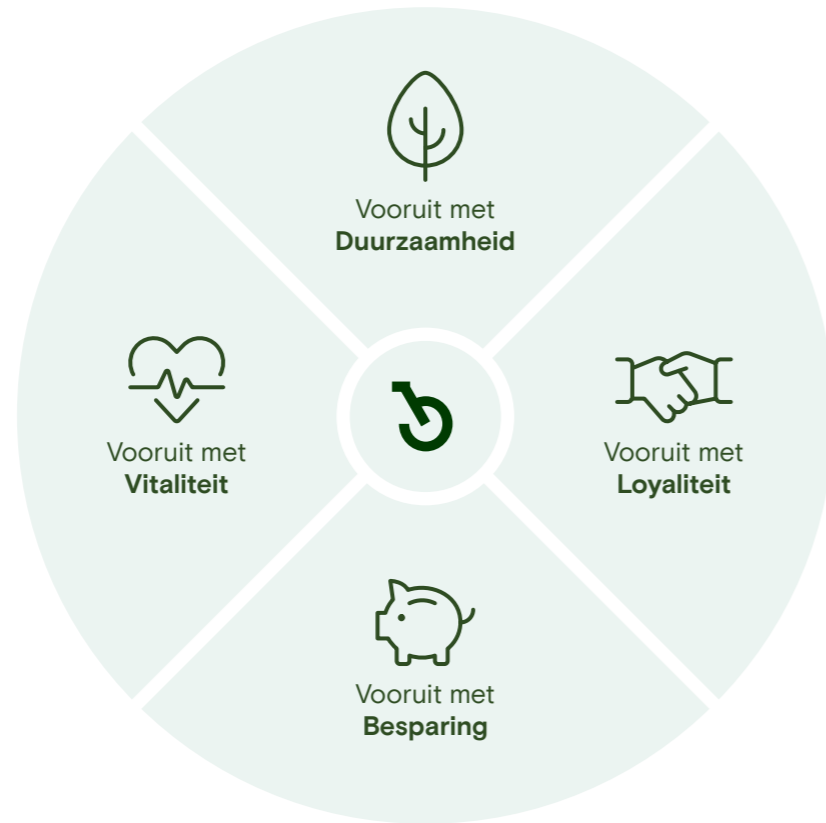 Vooruit met
Duurzaamheid
Vooruit met
Vitaliteit
Vooruit met
Loyaliteit
Vooruit met
Besparing